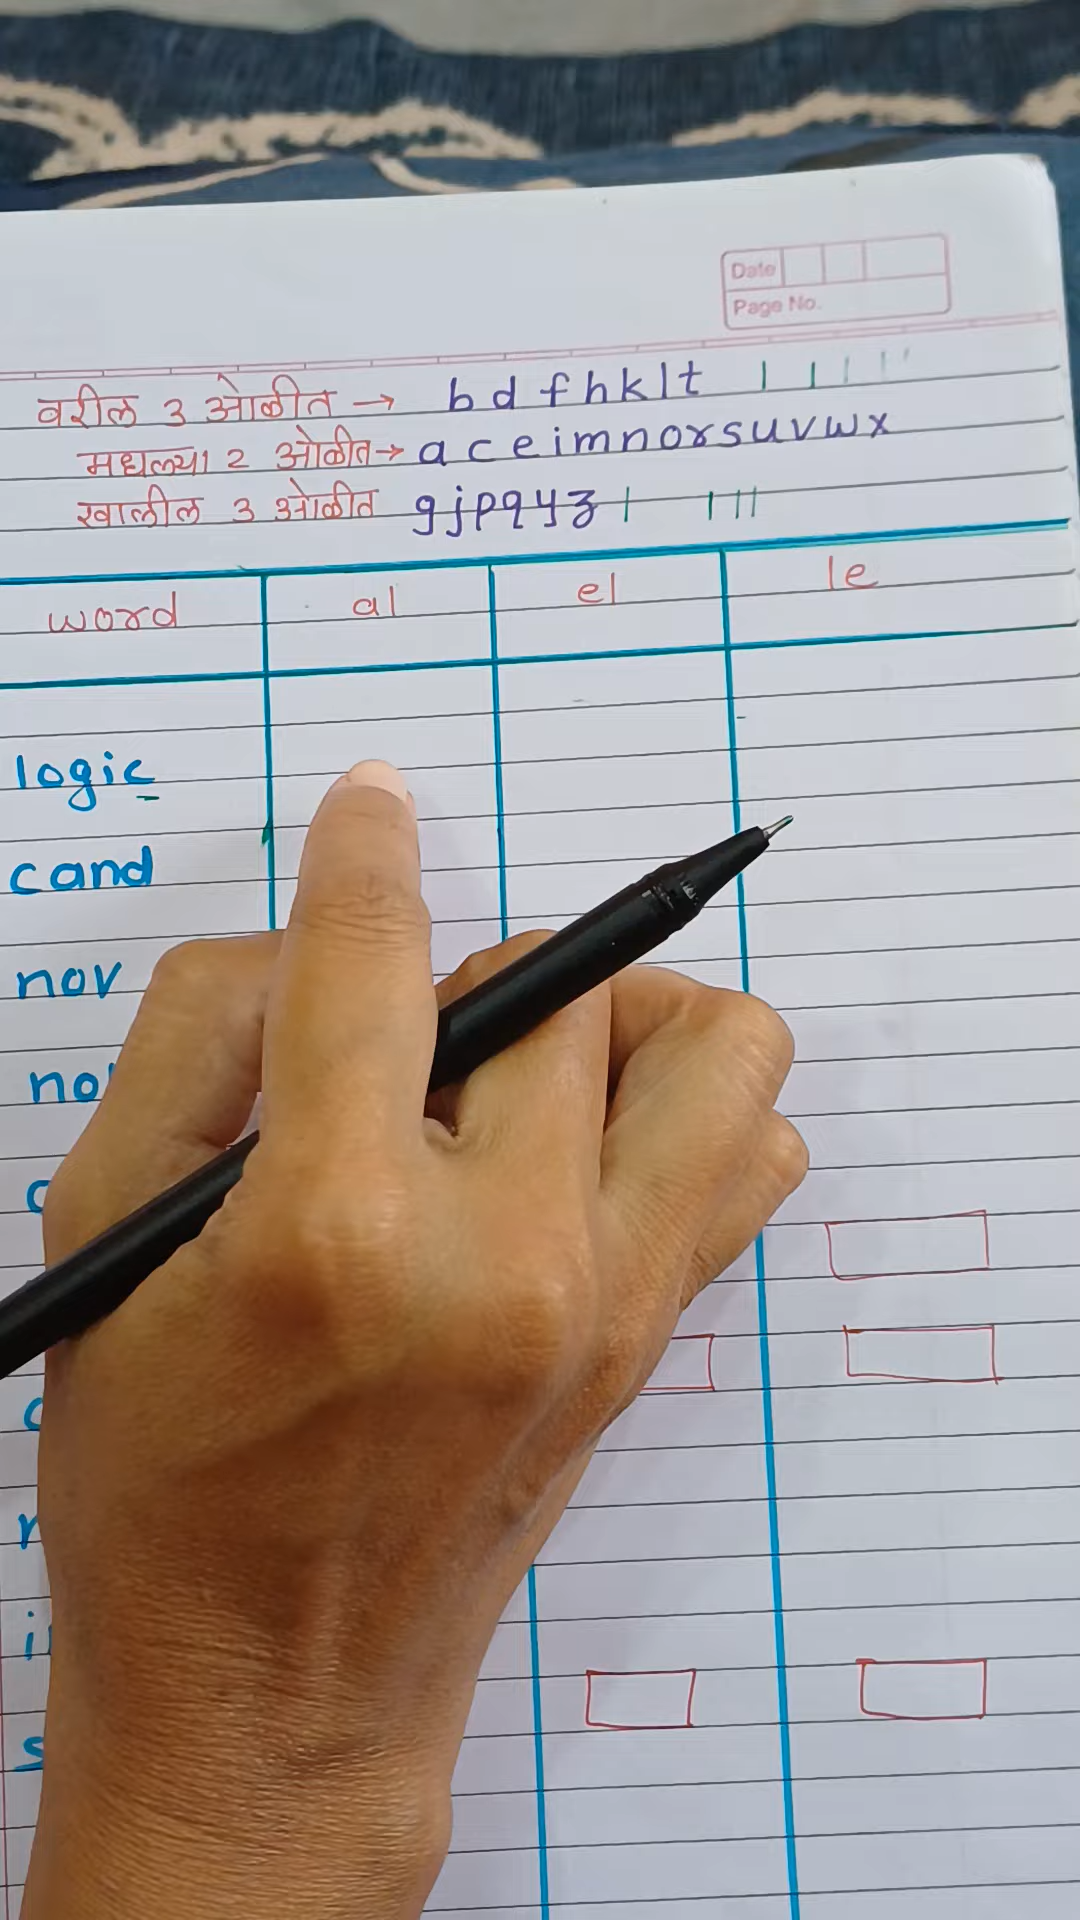 Date
Page No.
वरील 3 ओळीत → b d f h k l t
मधल्या 2 ओळीत → a c e i m n o r s u v w x
खालील 3 ओळीत g j p q y z
word al el le
logic
cand
nov